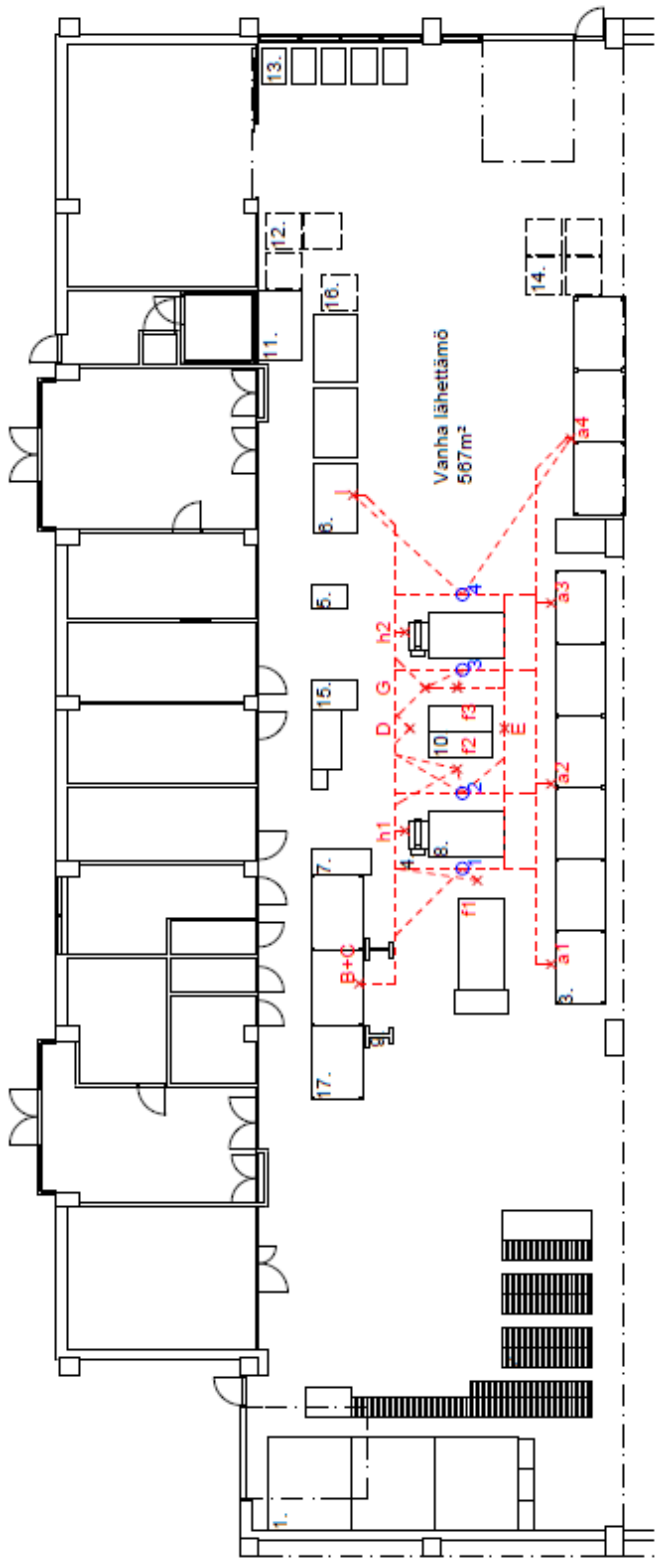 13.
12.
16.
11.
14.
Vanha lähettämö
567m²
6.
I
a4
5.
4
a3
h2
3
G
15.
D
10
f3
f2
E
2
a2
h1
4
8.
1
f1
7.
B+C
a1
3.
9.
17.
1.